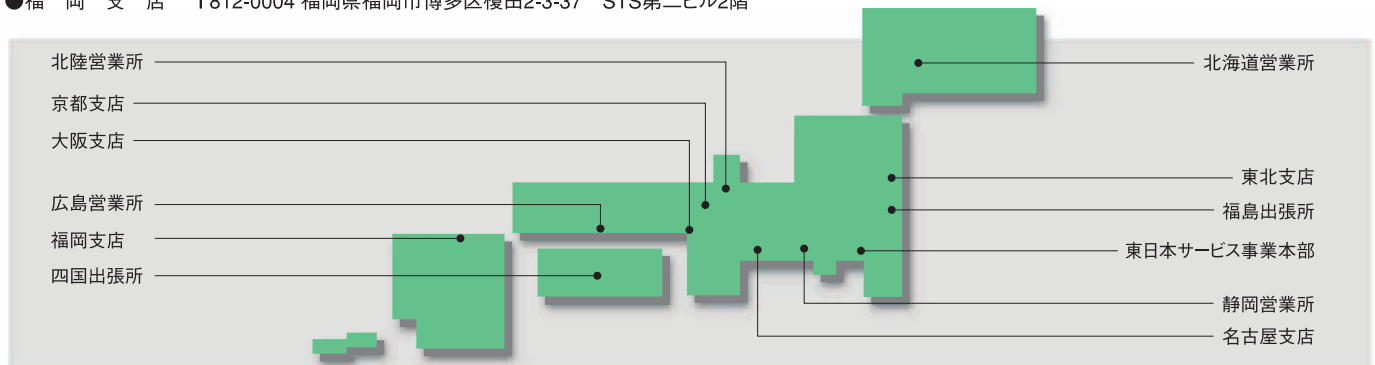 ●福岡支店 〒812-0004 福岡県福岡市博多区榎田2-3-37 STS第二ビル2階
北陸営業所
京都支店
大阪支店
広島営業所
福岡支店
四国出張所
北海道営業所
東北支店
福島出張所
東日本サービス事業本部
静岡営業所
名古屋支店